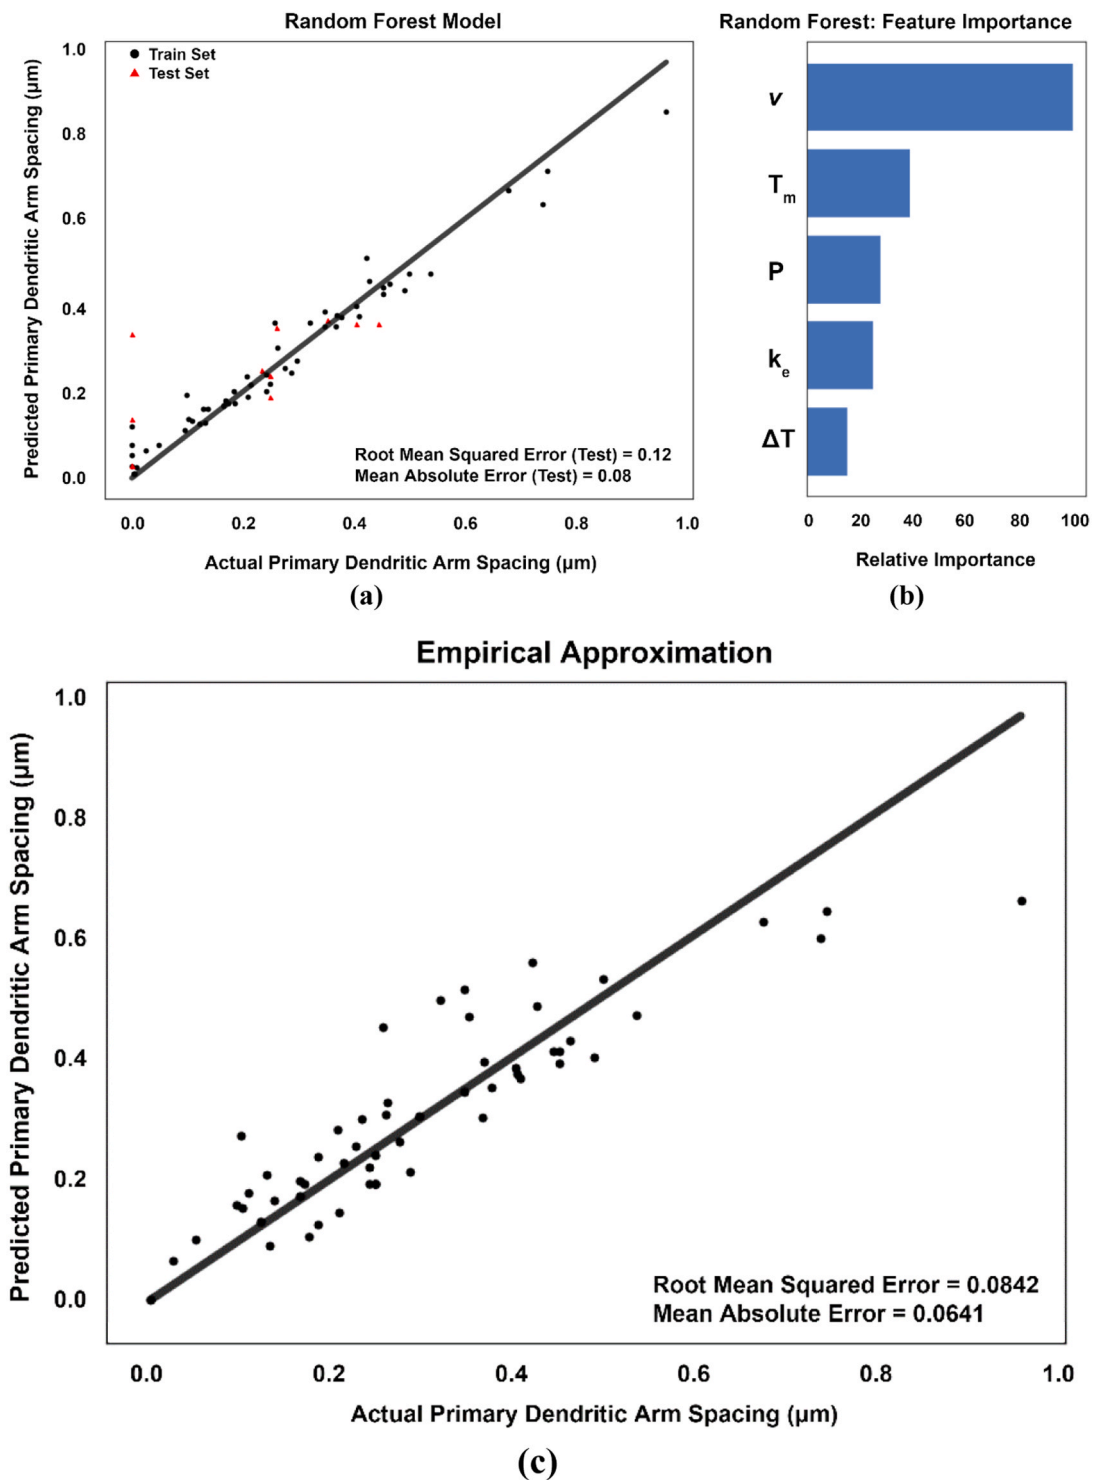 Random Forest Model
Predicted Primary Dendritic Arm Spacing (μm)
1.0
0.8
0.6
0.4
0.2
0.0
Train Set
Test Set
Root Mean Squared Error (Test) = 0.12
Mean Absolute Error (Test) = 0.08
0.0 0.2 0.4 0.6 0.8 1.0
Actual Primary Dendritic Arm Spacing (μm)
(a)
Random Forest: Feature Importance
v
Tm
P
ke
ΔT
0 20 40 60 80 100
Relative Importance
(b)
Empirical Approximation
Predicted Primary Dendritic Arm Spacing (μm)
1.0
0.8
0.6
0.4
0.2
0.0
Root Mean Squared Error = 0.0842
Mean Absolute Error = 0.0641
0.0 0.2 0.4 0.6 0.8 1.0
Actual Primary Dendritic Arm Spacing (μm)
(c)